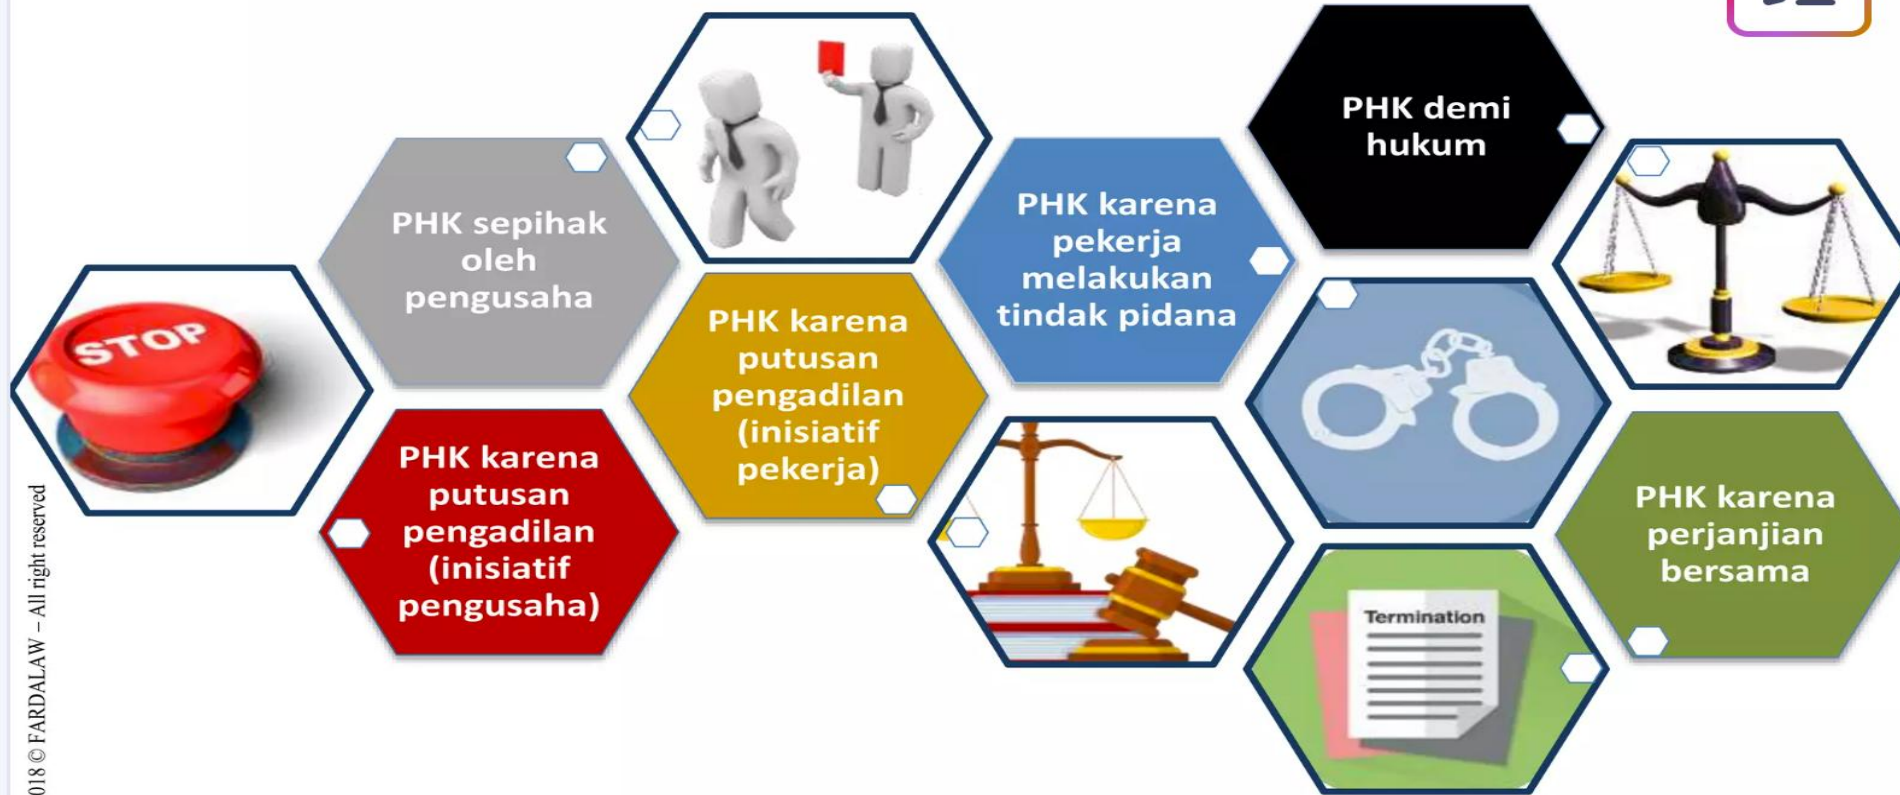 STOP
PHK sepihak
oleh
pengusaha
PHK karena
putusan
pengadilan
(inisiatif
pengusaha)
PHK karena
putusan
pengadilan
(inisiatif
pekerja)
PHK karena
pekerja
melakukan
tindak pidana
PHK demi
hukum
Termination
PHK karena
perjanjian
bersama
018 © FARDALAW – All right reserved